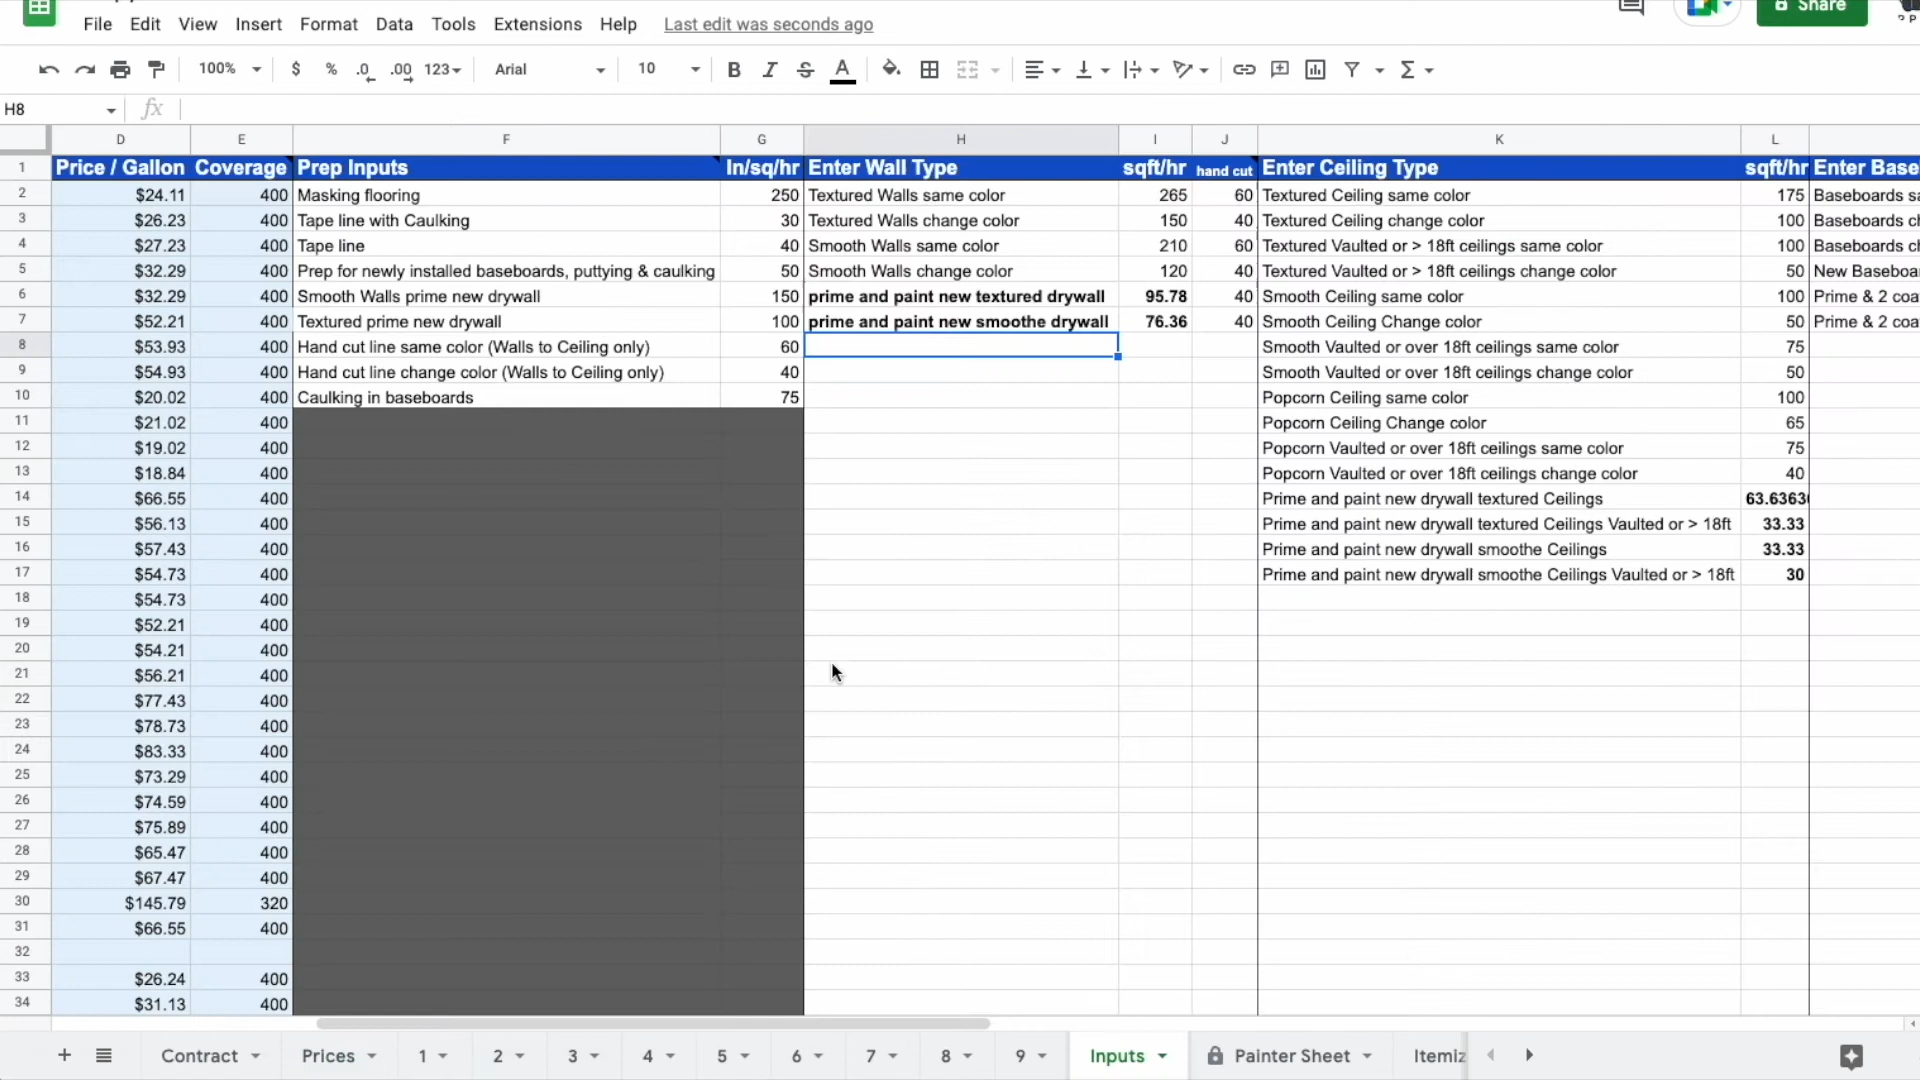 Share
File Edit View Insert Format Data Tools Extensions Help Last edit was seconds ago
100% $ % .0 .00 123 Arial 10 B I S A
H8 fx
D E F G H I J K L
1 Price / Gallon Coverage Prep Inputs ln/sq/hr Enter Wall Type sqft/hr hand cut Enter Ceiling Type sqft/hr Enter Base
2 $24.11 400 Masking flooring 250 Textured Walls same color 265 60 Textured Ceiling same color 175 Baseboards sa
3 $26.23 400 Tape line with Caulking 30 Textured Walls change color 150 40 Textured Ceiling change color 100 Baseboards ch
4 $27.23 400 Tape line 40 Smooth Walls same color 210 60 Textured Vaulted or > 18ft ceilings same color 100 Baseboards ch
5 $32.29 400 Prep for newly installed baseboards, puttying & caulking 50 Smooth Walls change color 120 40 Textured Vaulted or > 18ft ceilings change color 50 New Baseboa
6 $32.29 400 Smooth Walls prime new drywall 150 prime and paint new textured drywall 95.78 40 Smooth Ceiling same color 100 Prime & 2 coa
7 $52.21 400 Textured prime new drywall 100 prime and paint new smoothe drywall 76.36 40 Smooth Ceiling Change color 50 Prime & 2 coa
8 $53.93 400 Hand cut line same color (Walls to Ceiling only) 60 Smooth Vaulted or over 18ft ceilings same color 75
9 $54.93 400 Hand cut line change color (Walls to Ceiling only) 40 Smooth Vaulted or over 18ft ceilings change color 50
10 $20.02 400 Caulking in baseboards 75 Popcorn Ceiling same color 100
11 $21.02 400 Popcorn Ceiling Change color 65
12 $19.02 400 Popcorn Vaulted or over 18ft ceilings same color 75
13 $18.84 400 Popcorn Vaulted or over 18ft ceilings change color 40
14 $66.55 400 Prime and paint new drywall textured Ceilings 63.6363
15 $56.13 400 Prime and paint new drywall textured Ceilings Vaulted or > 18ft 33.33
16 $57.43 400 Prime and paint new drywall smoothe Ceilings 33.33
17 $54.73 400 Prime and paint new drywall smoothe Ceilings Vaulted or > 18ft 30
18 $54.73 400
19 $52.21 400
20 $54.21 400
21 $56.21 400
22 $77.43 400
23 $78.73 400
24 $83.33 400
25 $73.29 400
26 $74.59 400
27 $75.89 400
28 $65.47 400
29 $67.47 400
30 $145.79 320
31 $66.55 400
32
33 $26.24 400
34 $31.13 400
+ Contract Prices 1 2 3 4 5 6 7 8 9 Inputs Painter Sheet Itemiz